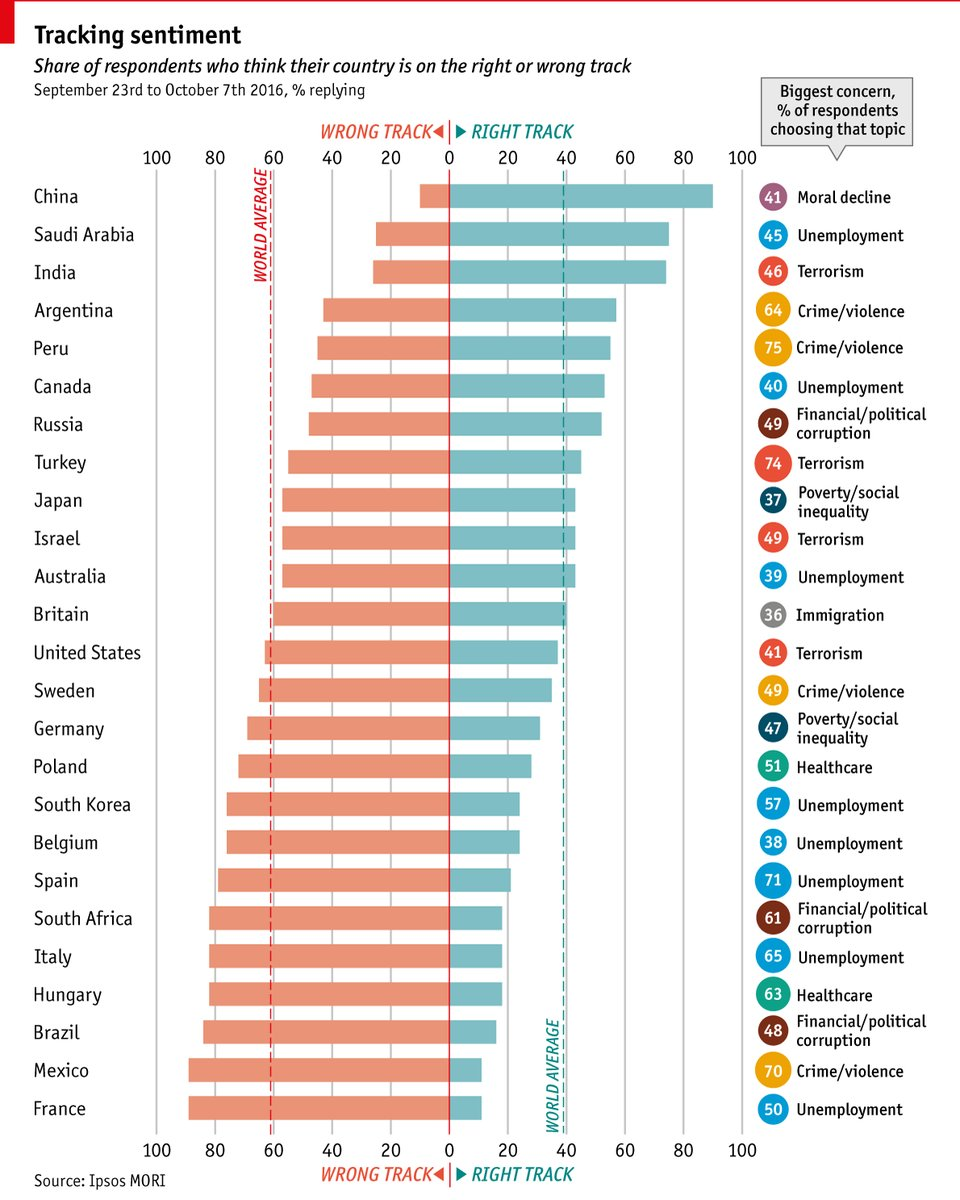 Tracking sentiment
Share of respondents who think their country is on the right or wrong track
September 23rd to October 7th 2016, % replying
Biggest concern,
% of respondents
choosing that topic
WRONG TRACK◄ ► RIGHT TRACK
100 80 60 40 20 0 20 40 60 80 100
WORLD AVERAGE
China 41 Moral decline
Saudi Arabia 45 Unemployment
India 46 Terrorism
Argentina 64 Crime/violence
Peru 75 Crime/violence
Canada 40 Unemployment
Russia 49 Financial/political
corruption
Turkey 74 Terrorism
Japan 37 Poverty/social
inequality
Israel 49 Terrorism
Australia 39 Unemployment
Britain 36 Immigration
United States 41 Terrorism
Sweden 49 Crime/violence
Germany 47 Poverty/social
inequality
Poland 51 Healthcare
South Korea 57 Unemployment
Belgium 38 Unemployment
Spain 71 Unemployment
South Africa 61 Financial/political
corruption
Italy 65 Unemployment
Hungary 63 Healthcare
Brazil 48 Financial/political
corruption
Mexico 70 Crime/violence
France 50 Unemployment
WORLD AVERAGE
100 80 60 40 20 0 20 40 60 80 100
WRONG TRACK◄ ► RIGHT TRACK
Source: Ipsos MORI